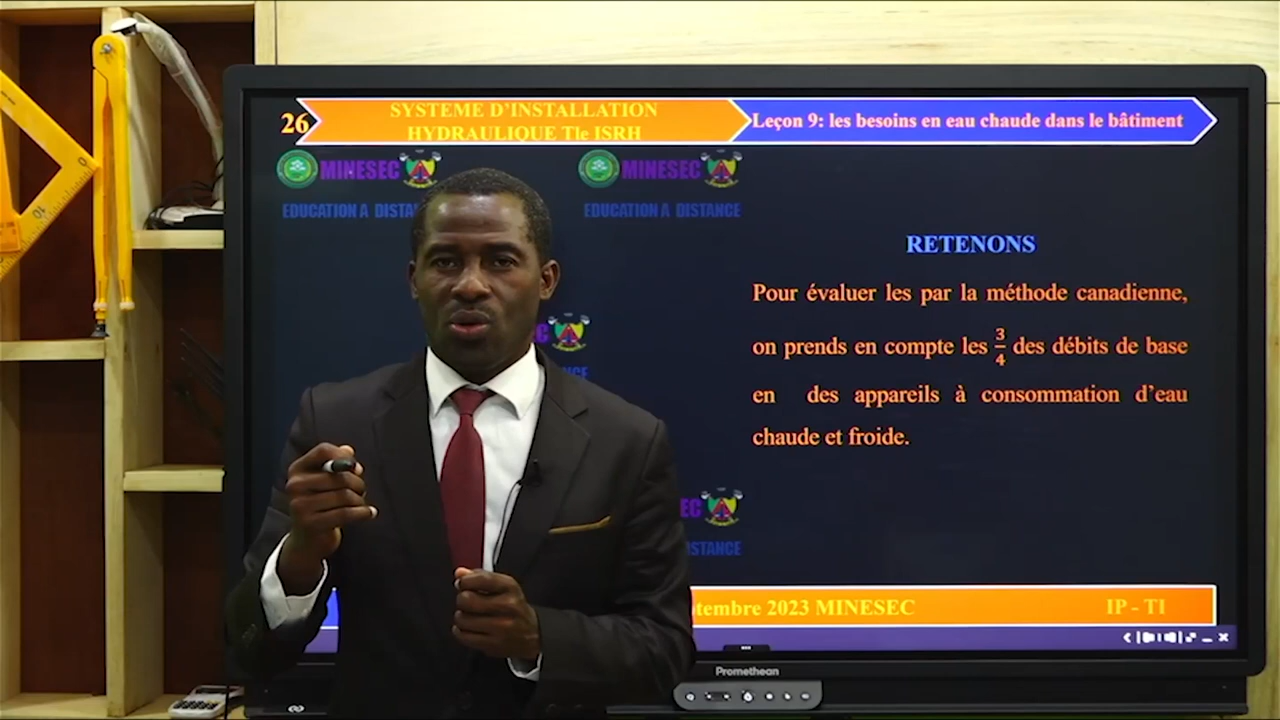 26
SYSTEME D'INSTALLATION
HYDRAULIQUE Tle ISRH
Leçon 9: les besoins en eau chaude dans le bâtiment
MINESEC
MINESEC
EDUCATION A
EDUCATION A DISTANCE
RETENONS
Pour évaluer les par la méthode canadienne,
on prends en compte les 3/4 des débits de base
en des appareils à consommation d'eau
chaude et froide.
2023 MINESEC
IP - TI
Promethean